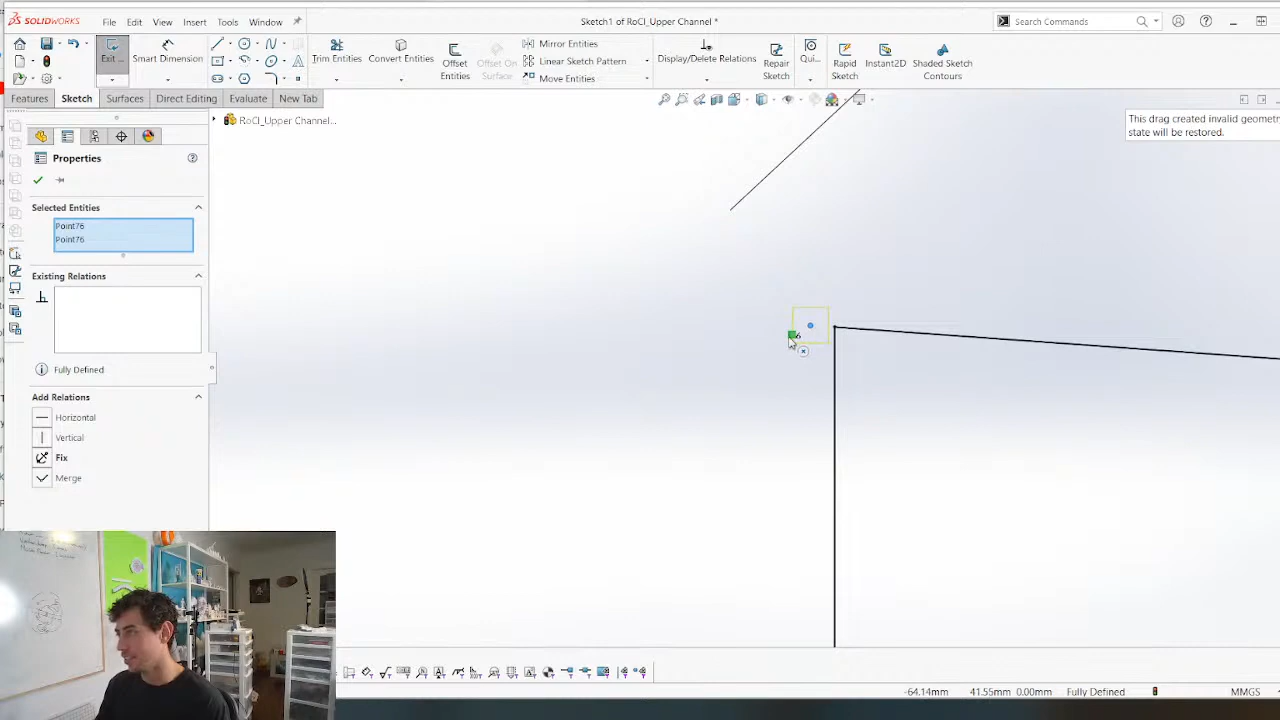 SOLIDWORKS File Edit View Insert Tools Window
Sketch1 of RoCI_Upper Channel *
Search Commands
Exit ...
Smart Dimension
Trim Entities
Convert Entities
Offset Entities
Offset On Surface
Mirror Entities
Linear Sketch Pattern
Move Entities
Display/Delete Relations
Repair Sketch
Qui...
Rapid Sketch
Instant2D
Shaded Sketch Contours
Features Sketch Surfaces Direct Editing Evaluate New Tab
RoCI_Upper Channel...
This drag created invalid geometr
state will be restored.
Properties
Selected Entities
Point76
Point76
Existing Relations
Fully Defined
Add Relations
Horizontal
Vertical
Fix
Merge
-64.14mm 41.55mm 0.00mm Fully Defined MMGS